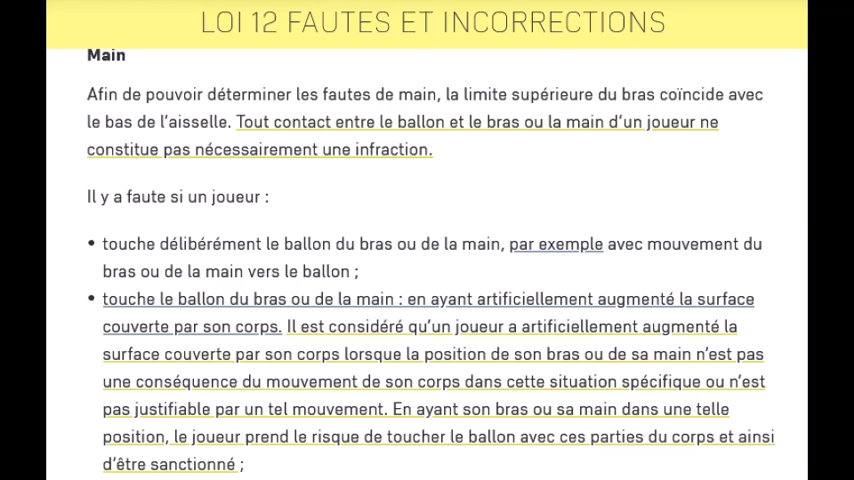 LOI 12 FAUTES ET INCORRECTIONS
Main
Afin de pouvoir déterminer les fautes de main, la limite supérieure du bras coïncide avec
le bas de l'aisselle. Tout contact entre le ballon et le bras ou la main d'un joueur ne
constitue pas nécessairement une infraction.
Il y a faute si un joueur :
• touche délibérément le ballon du bras ou de la main, par exemple avec mouvement du
bras ou de la main vers le ballon ;
• touche le ballon du bras ou de la main : en ayant artificiellement augmenté la surface
couverte par son corps. Il est considéré qu'un joueur a artificiellement augmenté la
surface couverte par son corps lorsque la position de son bras ou de sa main n'est pas
une conséquence du mouvement de son corps dans cette situation spécifique ou n'est
pas justifiable par un tel mouvement. En ayant son bras ou sa main dans une telle
position, le joueur prend le risque de toucher le ballon avec ces parties du corps et ainsi
d'être sanctionné ;